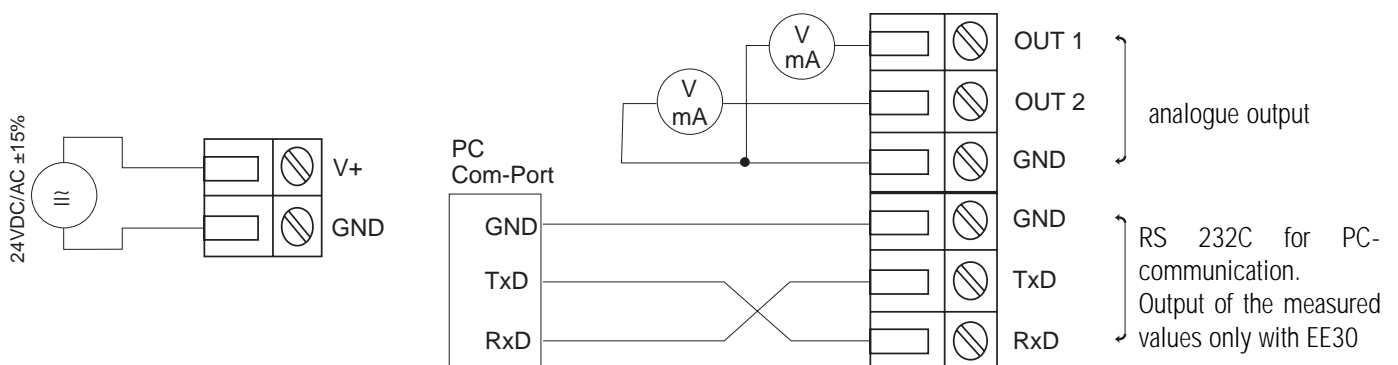 24VDC/AC ±15%
≅
V+
GND
V
mA
V
mA
OUT 1
OUT 2
GND
analogue output
PC
Com-Port
GND
TxD
RxD
GND
TxD
RxD
RS 232C for PC-
communication.
Output of the measured
values only with EE30